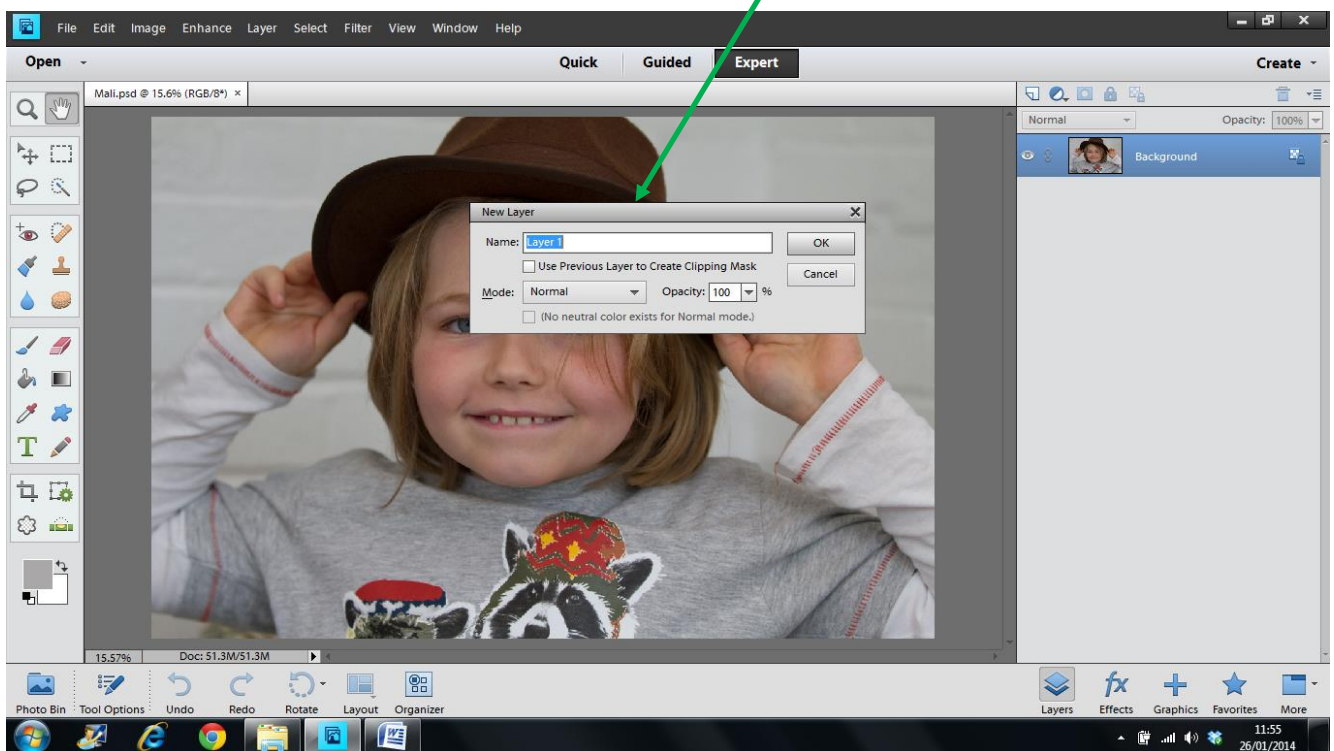 File Edit Image Enhance Layer Select Filter View Window Help
Open Quick Guided Expert Create
Mali.psd @ 15.6% (RGB/8*) ×
Normal Opacity: 100%
Background
New Layer
Name: Layer 1 OK
Use Previous Layer to Create Clipping Mask Cancel
Mode: Normal Opacity: 100 %
(No neutral color exists for Normal mode.)
T
15.57% Doc: 51.3M/51.3M
fx
Photo Bin Tool Options Undo Redo Rotate Layout Organizer Layers Effects Graphics Favorites More
11:55
26/01/2014